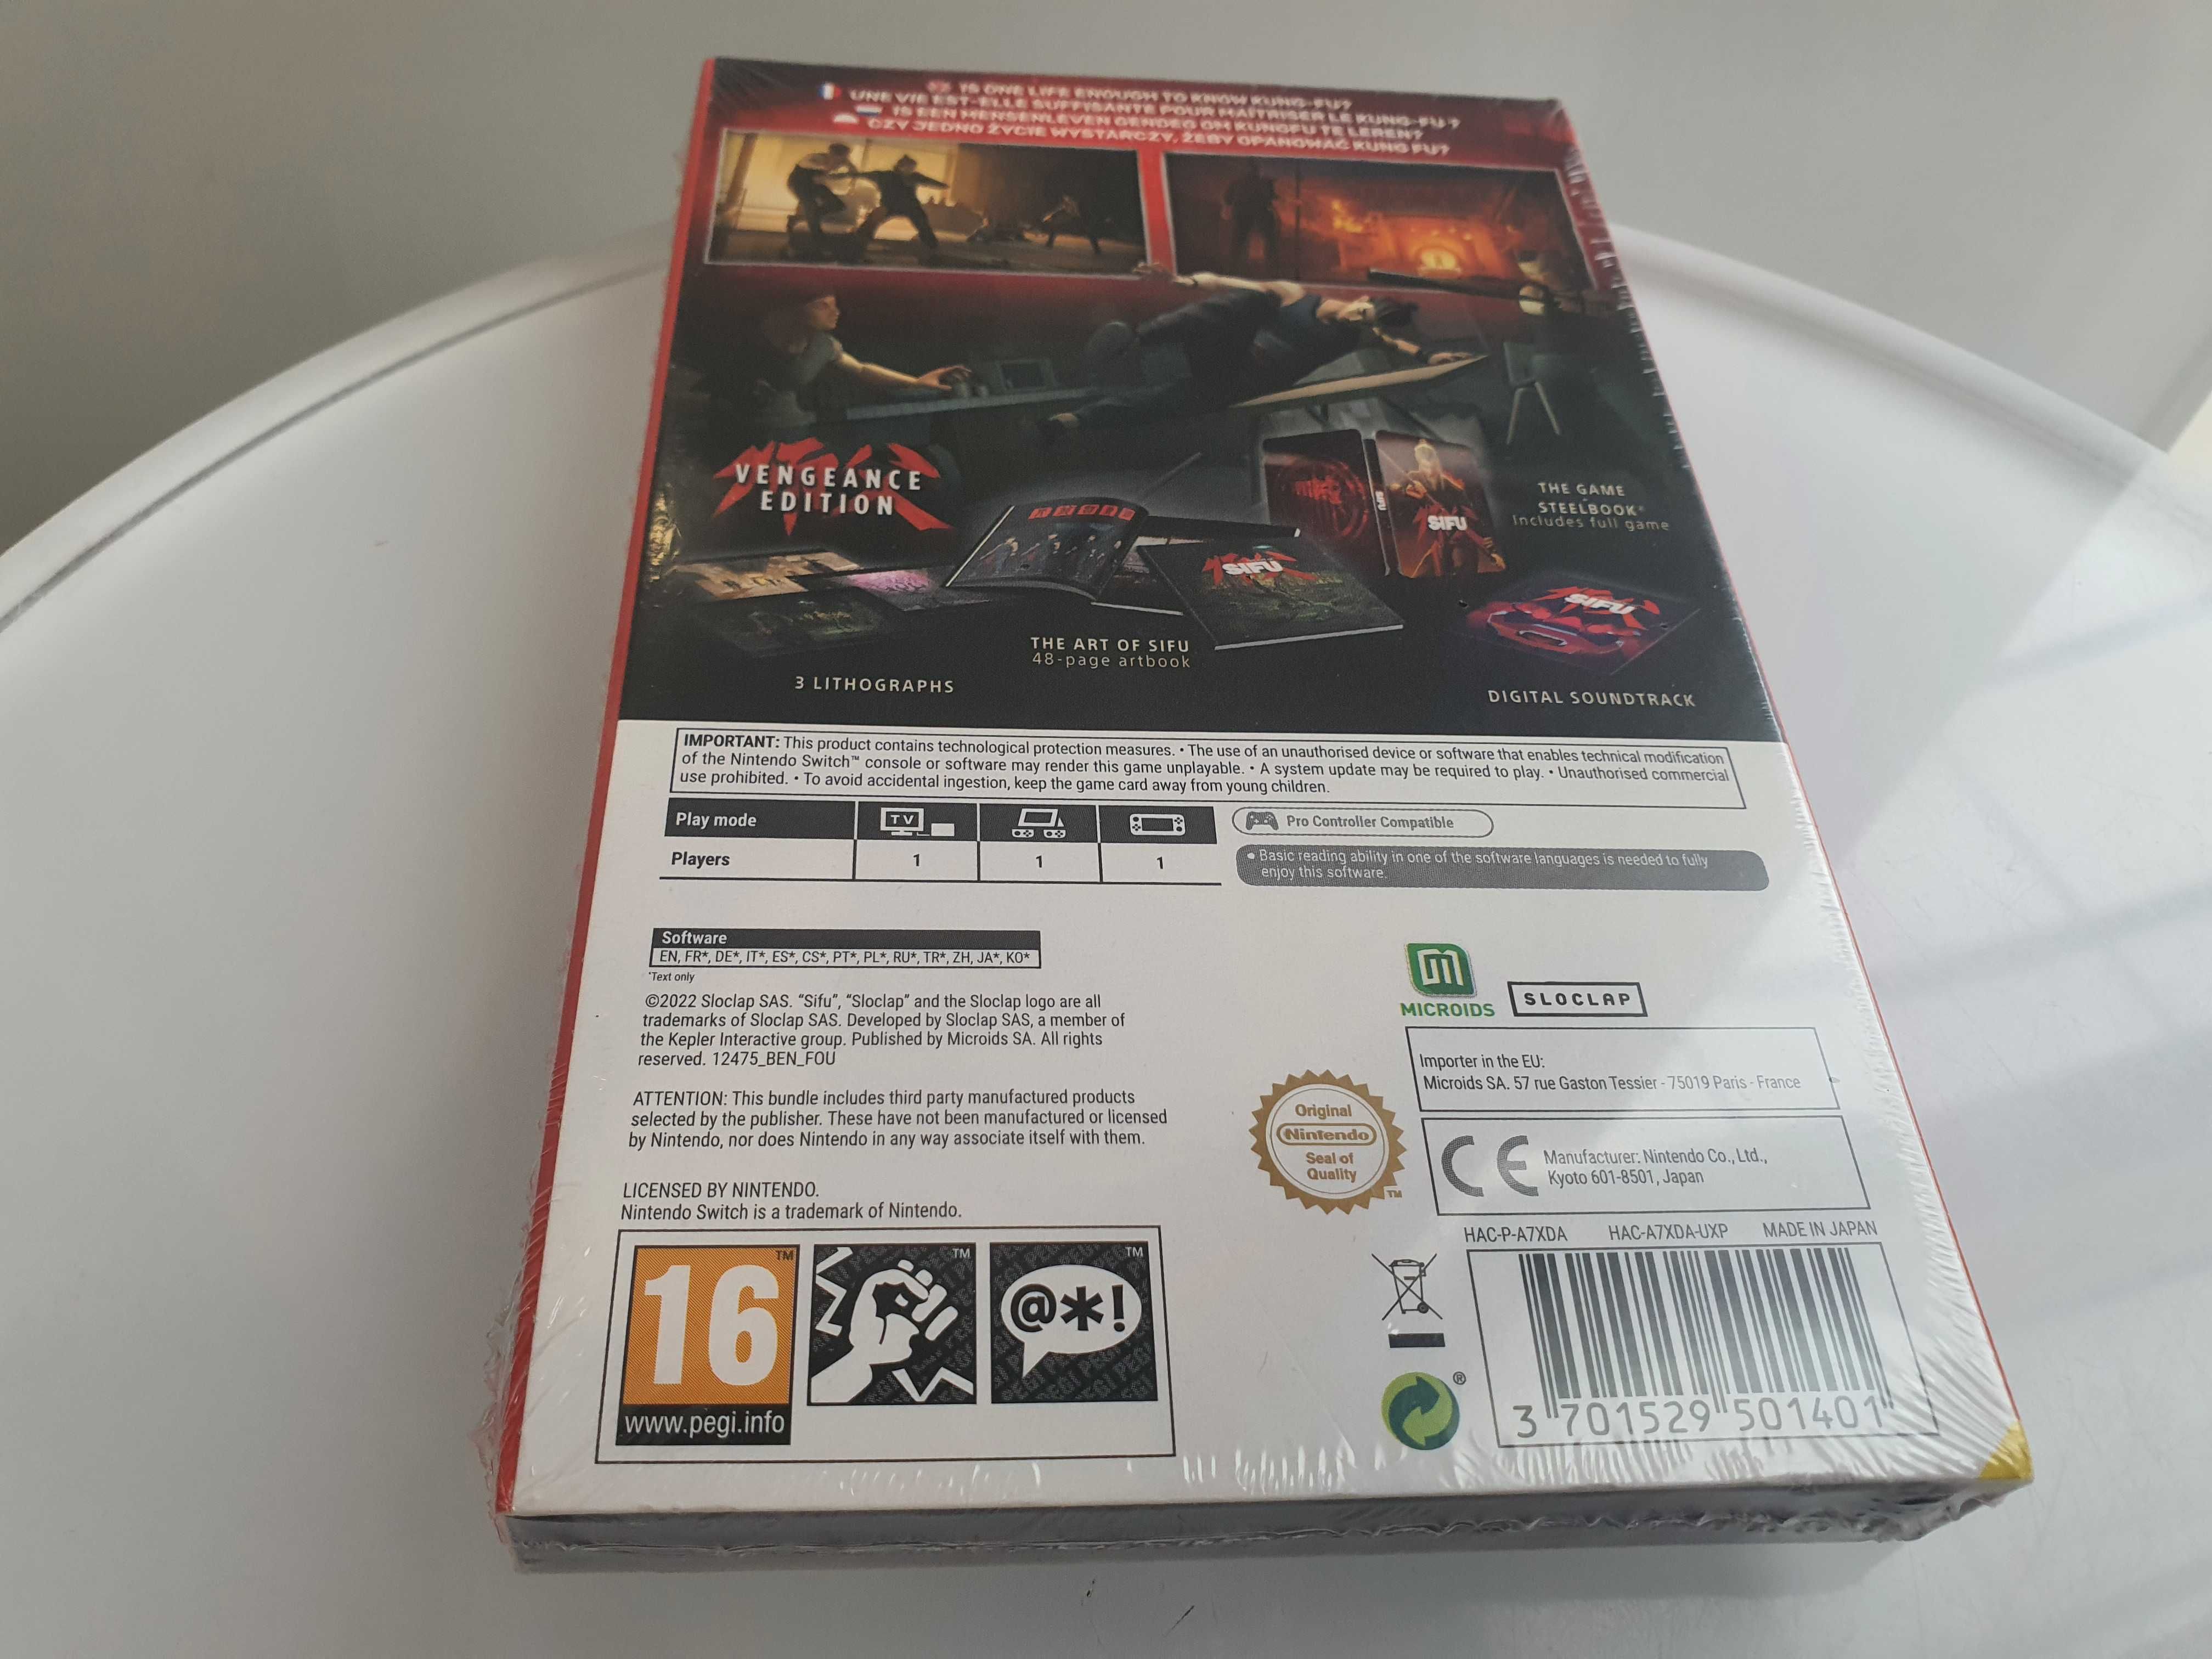 IS ONE LIFE ENOUGH TO KNOW KUNG-FU?
UNE VIE EST-ELLE SUFFISANTE POUR MAÎTRISER LE KUNG-FU ?
IS EEN MENSENLEVEN GENOEG OM KUNGFU TE LEREN?
CZY JEDNO ŻYCIE WYSTARCZY, ŻEBY OPANOWAĆ KUNG FU?
VENGEANCE
EDITION
SIFU
SIFU
SIFU
SIFU
THE GAME
STEELBOOK®
Includes full game
THE ART OF SIFU
48-page artbook
3 LITHOGRAPHS
DIGITAL SOUNDTRACK
IMPORTANT: This product contains technological protection measures. • The use of an unauthorised device or software that enables technical modification
of the Nintendo Switch™ console or software may render this game unplayable. • A system update may be required to play. • Unauthorised commercial
use prohibited. • To avoid accidental ingestion, keep the game card away from young children.
Play mode
TV
Pro Controller Compatible
Players 1 1 1
• Basic reading ability in one of the software languages is needed to fully
enjoy this software.
Software
EN, FR*, DE*, IT*, ES*, CS*, PT*, PL*, RU*, TR*, ZH, JA*, KO*
*Text only
©2022 Sloclap SAS. “Sifu”, “Sloclap” and the Sloclap logo are all
trademarks of Sloclap SAS. Developed by Sloclap SAS, a member of
the Kepler Interactive group. Published by Microids SA. All rights
reserved. 12475_BEN_FOU
ATTENTION: This bundle includes third party manufactured products
selected by the publisher. These have not been manufactured or licensed
by Nintendo, nor does Nintendo in any way associate itself with them.
LICENSED BY NINTENDO.
Nintendo Switch is a trademark of Nintendo.
16 ™
www.pegi.info
™
@*! ™
MICROIDS
SLOCLAP
Importer in the EU:
Microids SA. 57 rue Gaston Tessier - 75019 Paris - France
Original
Nintendo
Seal of
Quality
™
CE
Manufacturer: Nintendo Co., Ltd.,
Kyoto 601-8501, Japan
HAC-P-A7XDA HAC-A7XDA-UXP MADE IN JAPAN
®
3 701529 501401